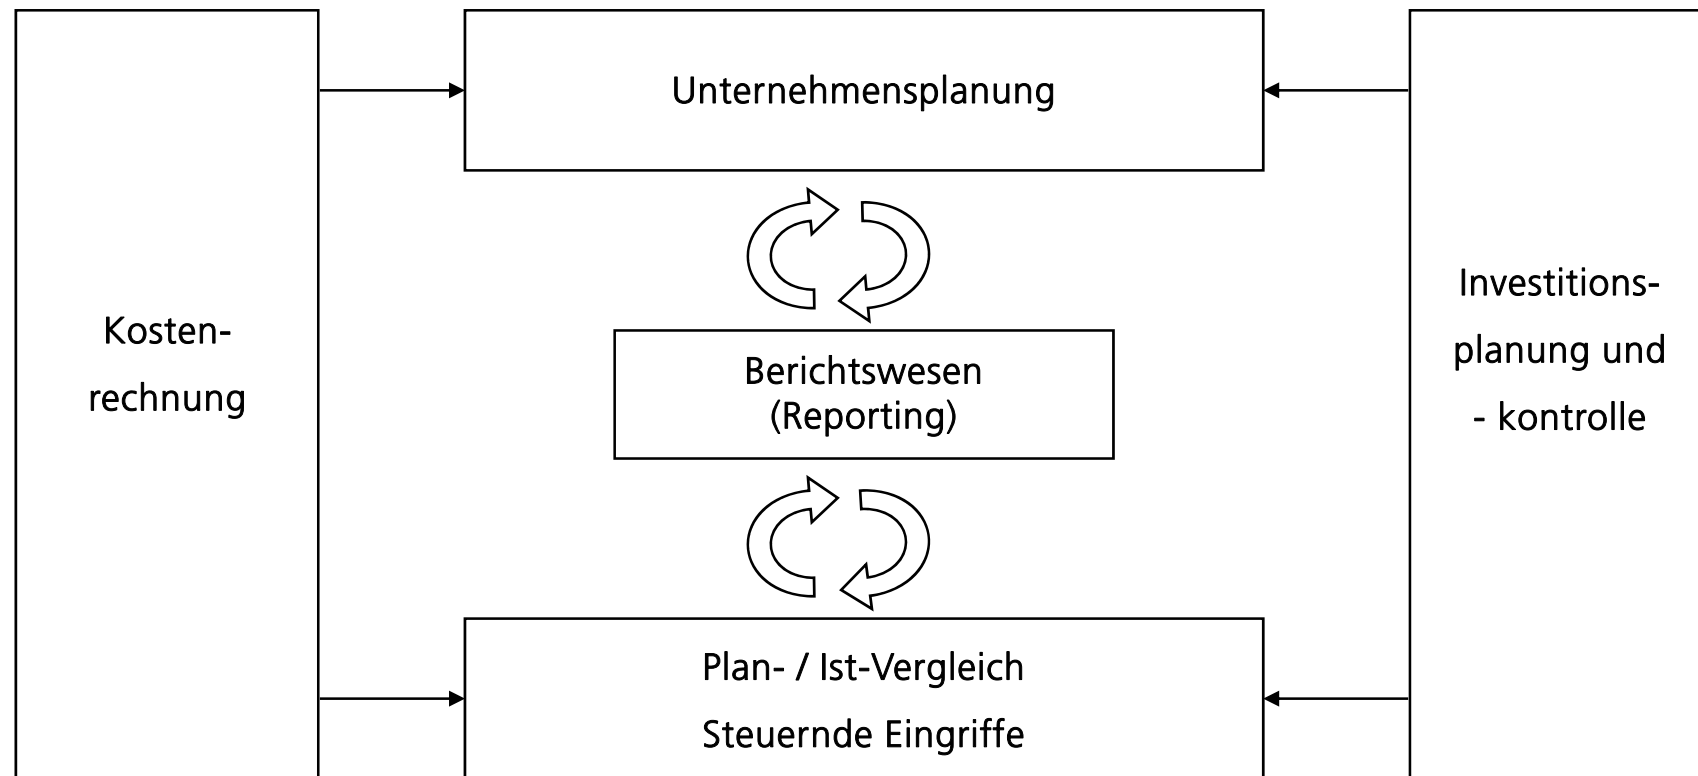 Unternehmensplanung
Kosten-
rechnung
Berichtswesen
(Reporting)
Investitions-
planung und
- kontrolle
Plan- / Ist-Vergleich
Steuernde Eingriffe